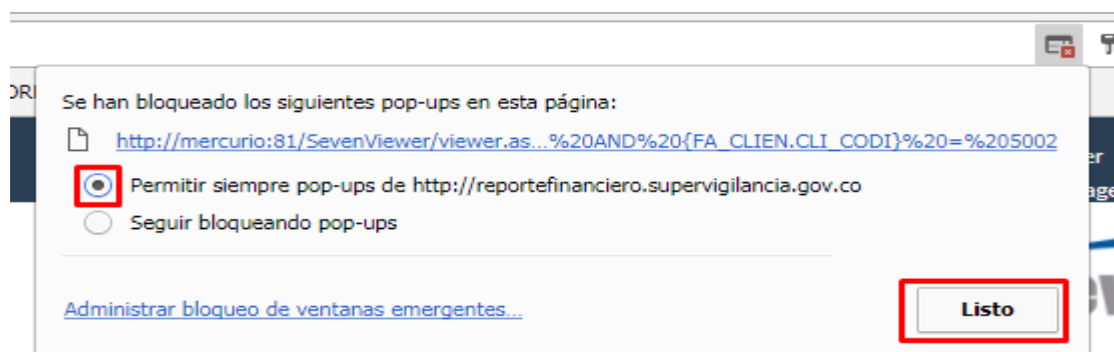 Se han bloqueado los siguientes pop-ups en esta página:
http://mercurio:81/SevenViewer/viewer.as...%20AND%20{FA_CLIEN.CLI_CODI}%20=%205002
Permitir siempre pop-ups de http://reportefinanciero.supervigilancia.gov.co
Seguir bloqueando pop-ups
Administrar bloqueo de ventanas emergentes...
Listo